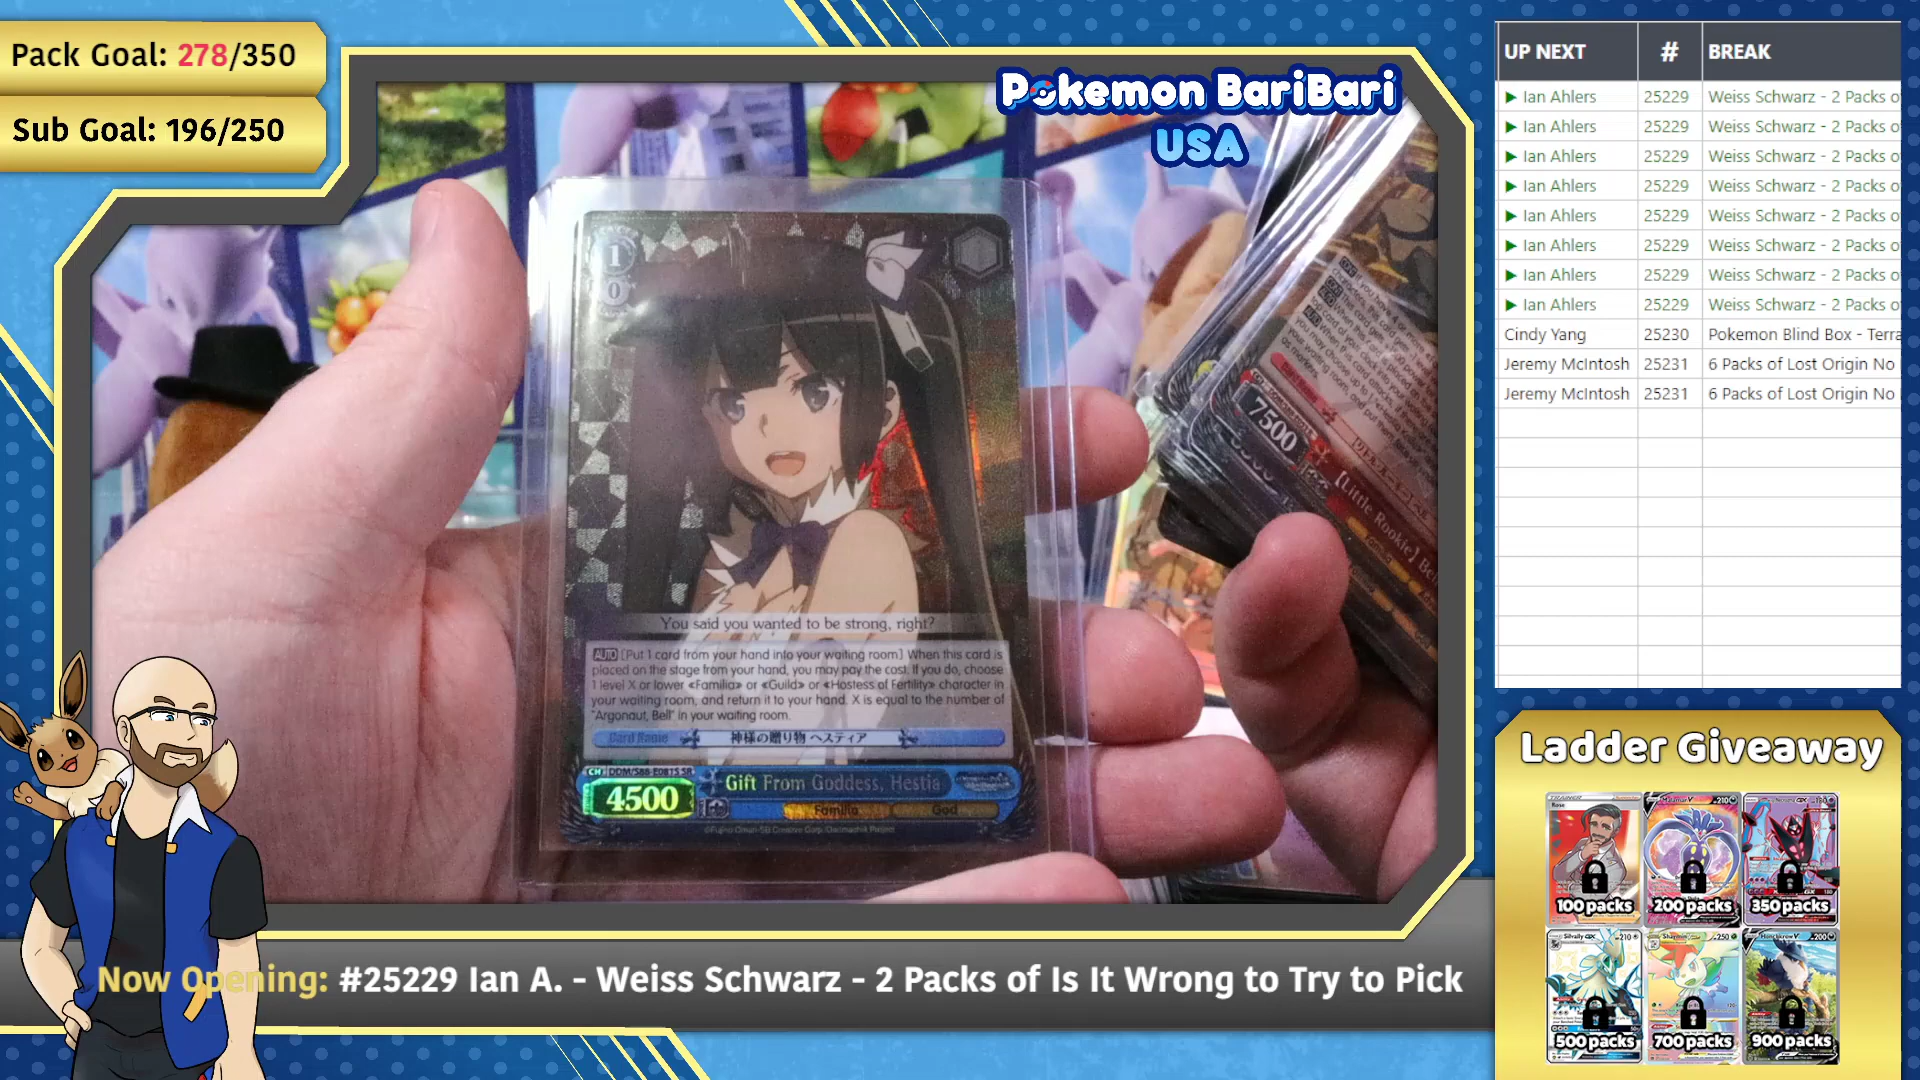 Pack Goal: 278/350
Sub Goal: 196/250
Pokemon BariBari
USA
1
0
You said you wanted to be strong, right?
AUTO [Put 1 card from your hand into your waiting room] When this card is
placed on the stage from your hand, you may pay the cost. If you do, choose
1 level X or lower «Familia» or «Guild» or «Hostess of Fertility» character in
your waiting room, and return it to your hand. X is equal to the number of
"Argonaut, Bell" in your waiting room.
Card Name 神様の贈り物 ヘスティア
CH DDM/S88-E081S SR
Gift From Goddess, Hestia
4500
Familia God
7500
【Little Rookie】
UP NEXT # BREAK
▶ Ian Ahlers 25229 Weiss Schwarz - 2 Packs o
▶ Ian Ahlers 25229 Weiss Schwarz - 2 Packs o
▶ Ian Ahlers 25229 Weiss Schwarz - 2 Packs o
▶ Ian Ahlers 25229 Weiss Schwarz - 2 Packs o
▶ Ian Ahlers 25229 Weiss Schwarz - 2 Packs o
▶ Ian Ahlers 25229 Weiss Schwarz - 2 Packs o
▶ Ian Ahlers 25229 Weiss Schwarz - 2 Packs o
▶ Ian Ahlers 25229 Weiss Schwarz - 2 Packs o
Cindy Yang 25230 Pokemon Blind Box - Terra
Jeremy McIntosh 25231 6 Packs of Lost Origin No
Jeremy McIntosh 25231 6 Packs of Lost Origin No
Ladder Giveaway
100 packs 200 packs 350 packs
500 packs 700 packs 900 packs
Now Opening: #25229 Ian A. - Weiss Schwarz - 2 Packs of Is It Wrong to Try to Pick